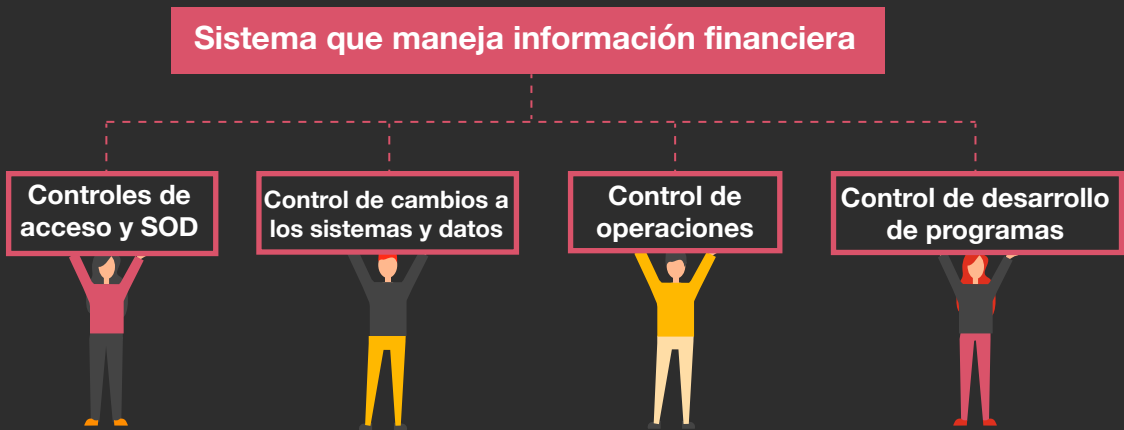 Sistema que maneja información financiera
Controles de
acceso y SOD
Control de cambios a
los sistemas y datos
Control de
operaciones
Control de desarrollo
de programas